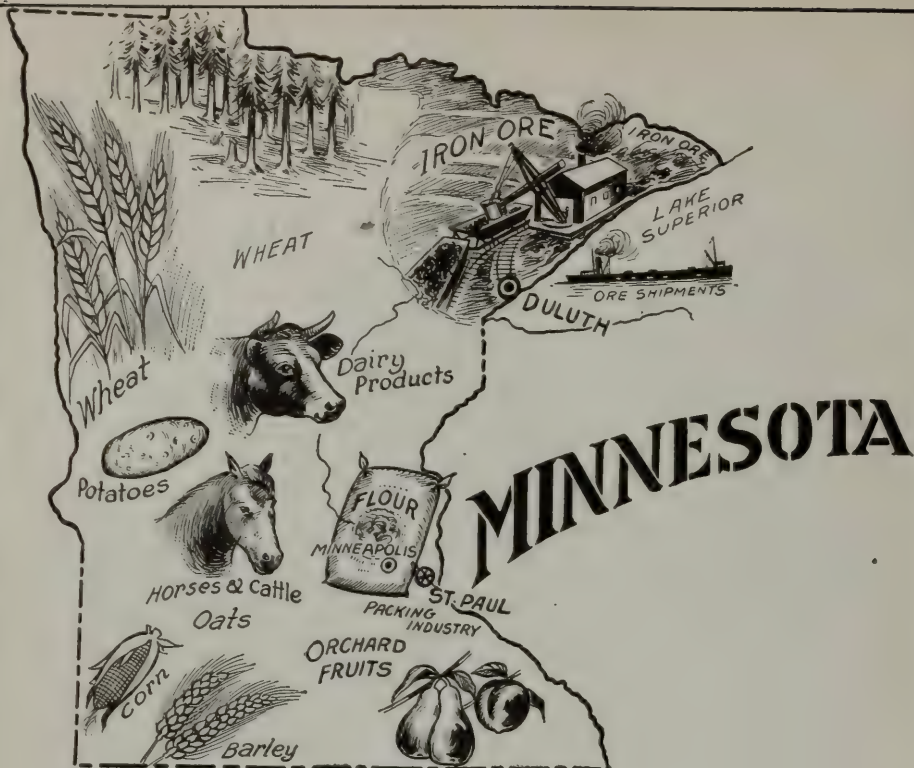 IRON ORE
IRON ORE
LAKE
SUPERIOR
WHEAT
ORE SHIPMENTS
DULUTH
Dairy
Products
Wheat
MINNESOTA
Potatoes
FLOUR
MINNEAPOLIS
Horses & Cattle
ST. PAUL
Oats
PACKING
INDUSTRY
ORCHARD
FRUITS
Corn
Barley